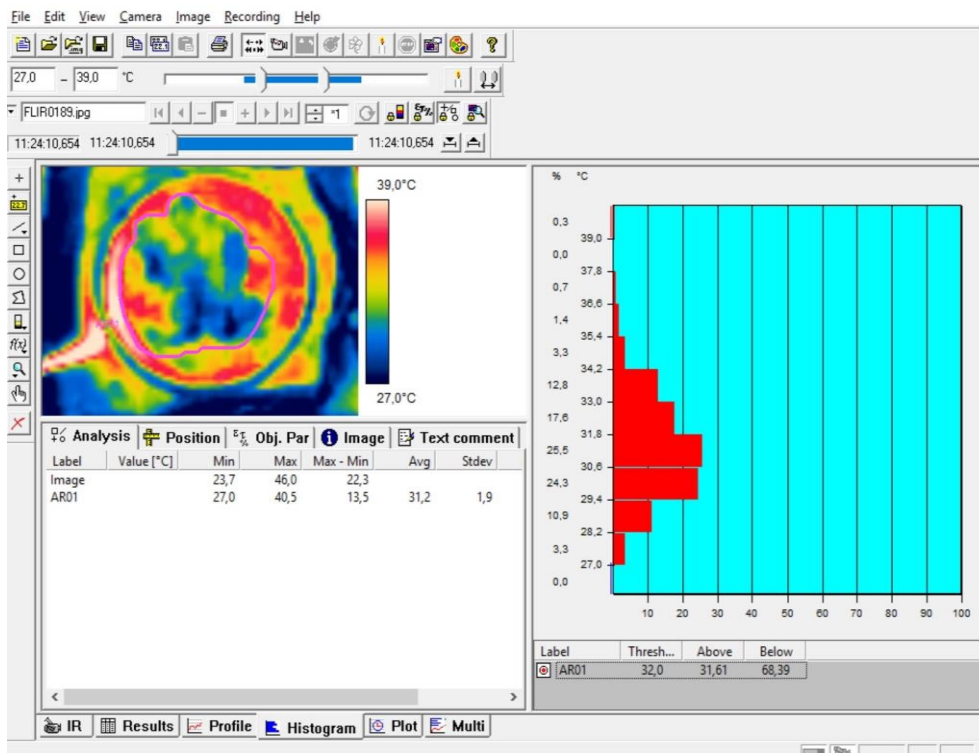 File Edit View Camera Image Recording Help
27,0 – 39,0 °C
FLIR0189.jpg
11:24:10,654 11:24:10,654 11:24:10,654
39,0°C
27,0°C
Analysis Position Obj. Par Image Text comment
Label Value [°C] Min Max Max - Min Avg Stdev
Image 23,7 46,0 22,3
AR01 27,0 40,5 13,5 31,2 1,9
% °C
0,3
39,0
0,0
37,8
0,7
36,6
1,4
35,4
3,3
34,2
12,8
33,0
17,6
31,8
25,5
30,6
24,3
29,4
10,9
28,2
3,3
27,0
0,0
10 20 30 40 50 60 70 80 90 100
Label Thresh... Above Below
AR01 32,0 31,61 68,39
IR Results Profile Histogram Plot Multi